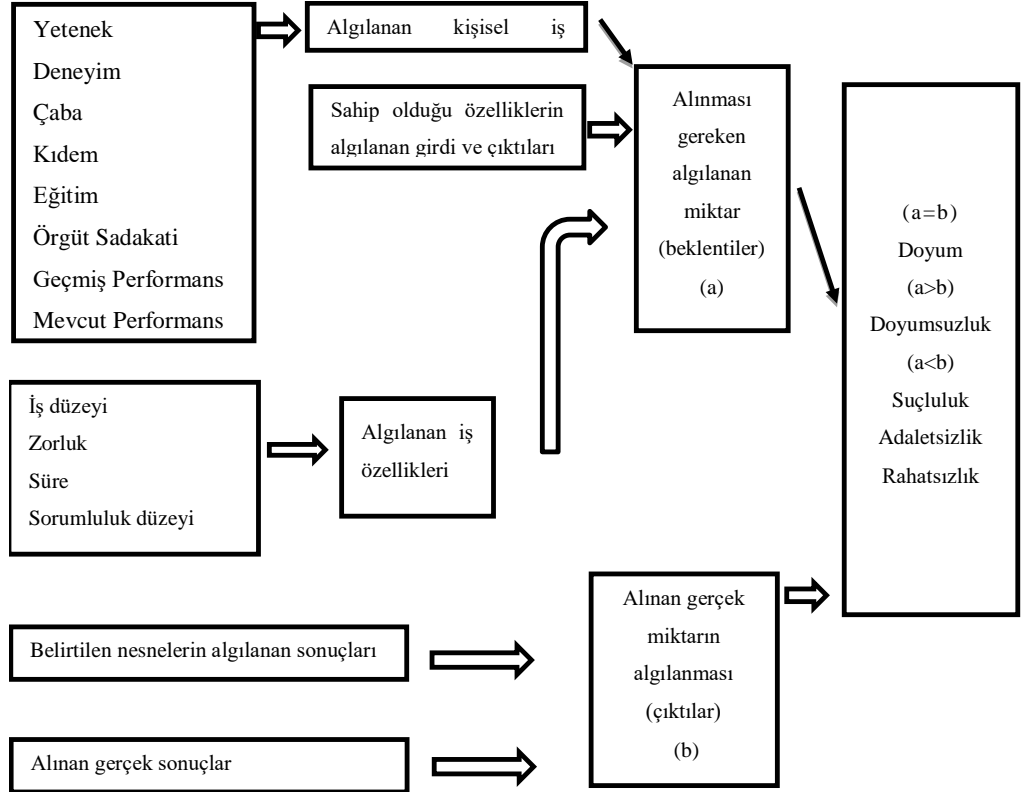 Yetenek
Deneyim
Çaba
Kıdem
Eğitim
Örgüt Sadakati
Geçmiş Performans
Mevcut Performans
Algılanan kişisel iş
Sahip olduğu özelliklerin
algılanan girdi ve çıktıları
Alınması
gereken
algılanan
miktar
(beklentiler)
(a)
(a=b)
Doyum
(a>b)
Doyumsuzluk
(a<b)
Suçluluk
Adaletsizlik
Rahatsızlık
İş düzeyi
Zorluk
Süre
Sorumluluk düzeyi
Algılanan iş
özellikleri
Belirtilen nesnelerin algılanan sonuçları
Alınan gerçek sonuçlar
Alınan gerçek
miktarın
algılanması
(çıktılar)
(b)